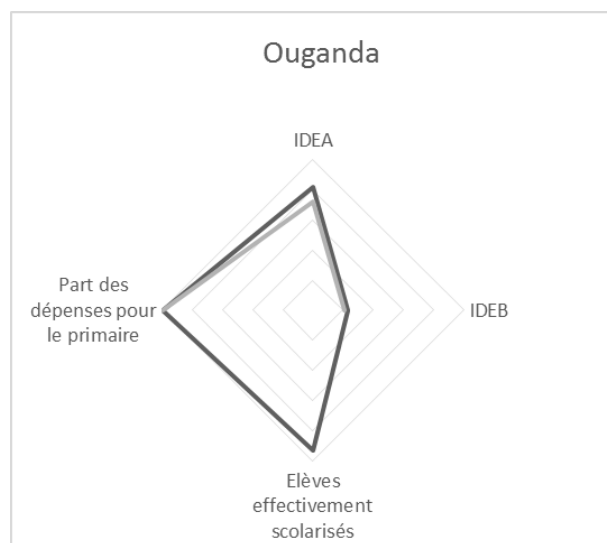 Ouganda
IDEA
Part des
dépenses pour
le primaire
IDEB
Elèves
effectivement
scolarisés